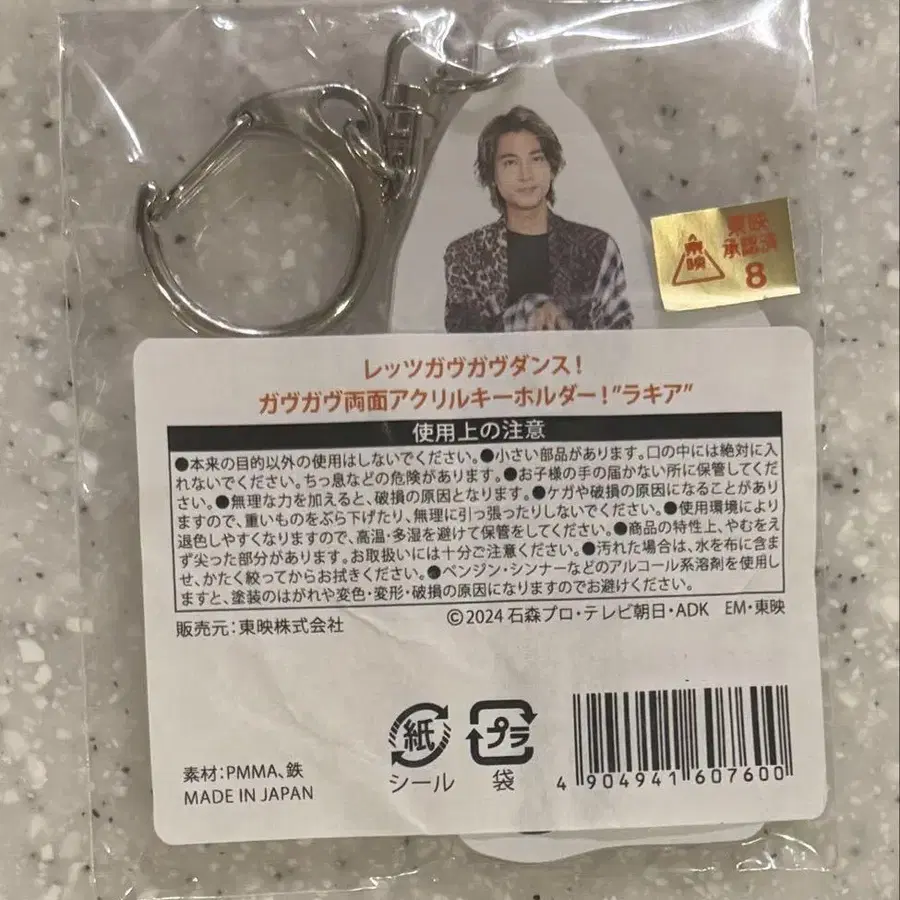 東映
東映
承認済
8
レッツガヴガヴダンス！
ガヴガヴ両面アクリルキーホルダー！"ラキア"
使用上の注意
●本来の目的以外の使用はしないでください。●小さい部品があります。口の中には絶対に入
れないでください。ちっ息などの危険があります。●お子様の手の届かない所に保管してくだ
さい。●無理な力を加えると、破損の原因となります。●ケガや破損の原因になることがあり
ますので、重いものをぶら下げたり、無理に引っ張ったりしないでください。●使用環境により
退色しやすくなりますので、高温・多湿を避けて保管をしてください。●商品の特性上、やむをえ
ず尖った部分があります。お取扱いには十分ご注意ください。●汚れた場合は、水を布に含ま
せ、かたく絞ってからお拭きください。●ベンジン・シンナーなどのアルコール系溶剤を使用し
ますと、塗装のはがれや変色・変形・破損の原因になりますのでお避けください。
販売元：東映株式会社
©2024 石森プロ・テレビ朝日・ADK EM・東映
紙
シール
プラ
袋
素材：PMMA、鉄
MADE IN JAPAN
4 904941 607600